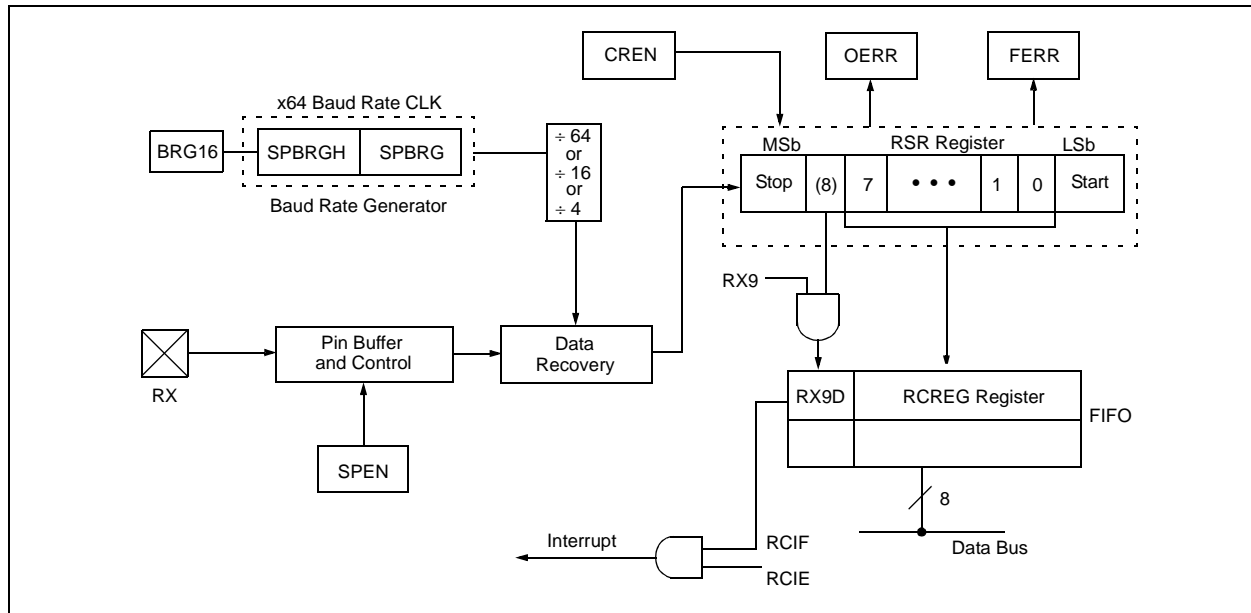 CREN
OERR
FERR
x64 Baud Rate CLK
BRG16
SPBRGH
SPBRG
Baud Rate Generator
÷ 64
or
÷ 16
or
÷ 4
MSb
RSR Register
LSb
Stop
(8)
7
• • •
1
0
Start
RX9
RX
Pin Buffer
and Control
Data
Recovery
SPEN
RX9D
RCREG Register
FIFO
8
Data Bus
Interrupt
RCIF
RCIE